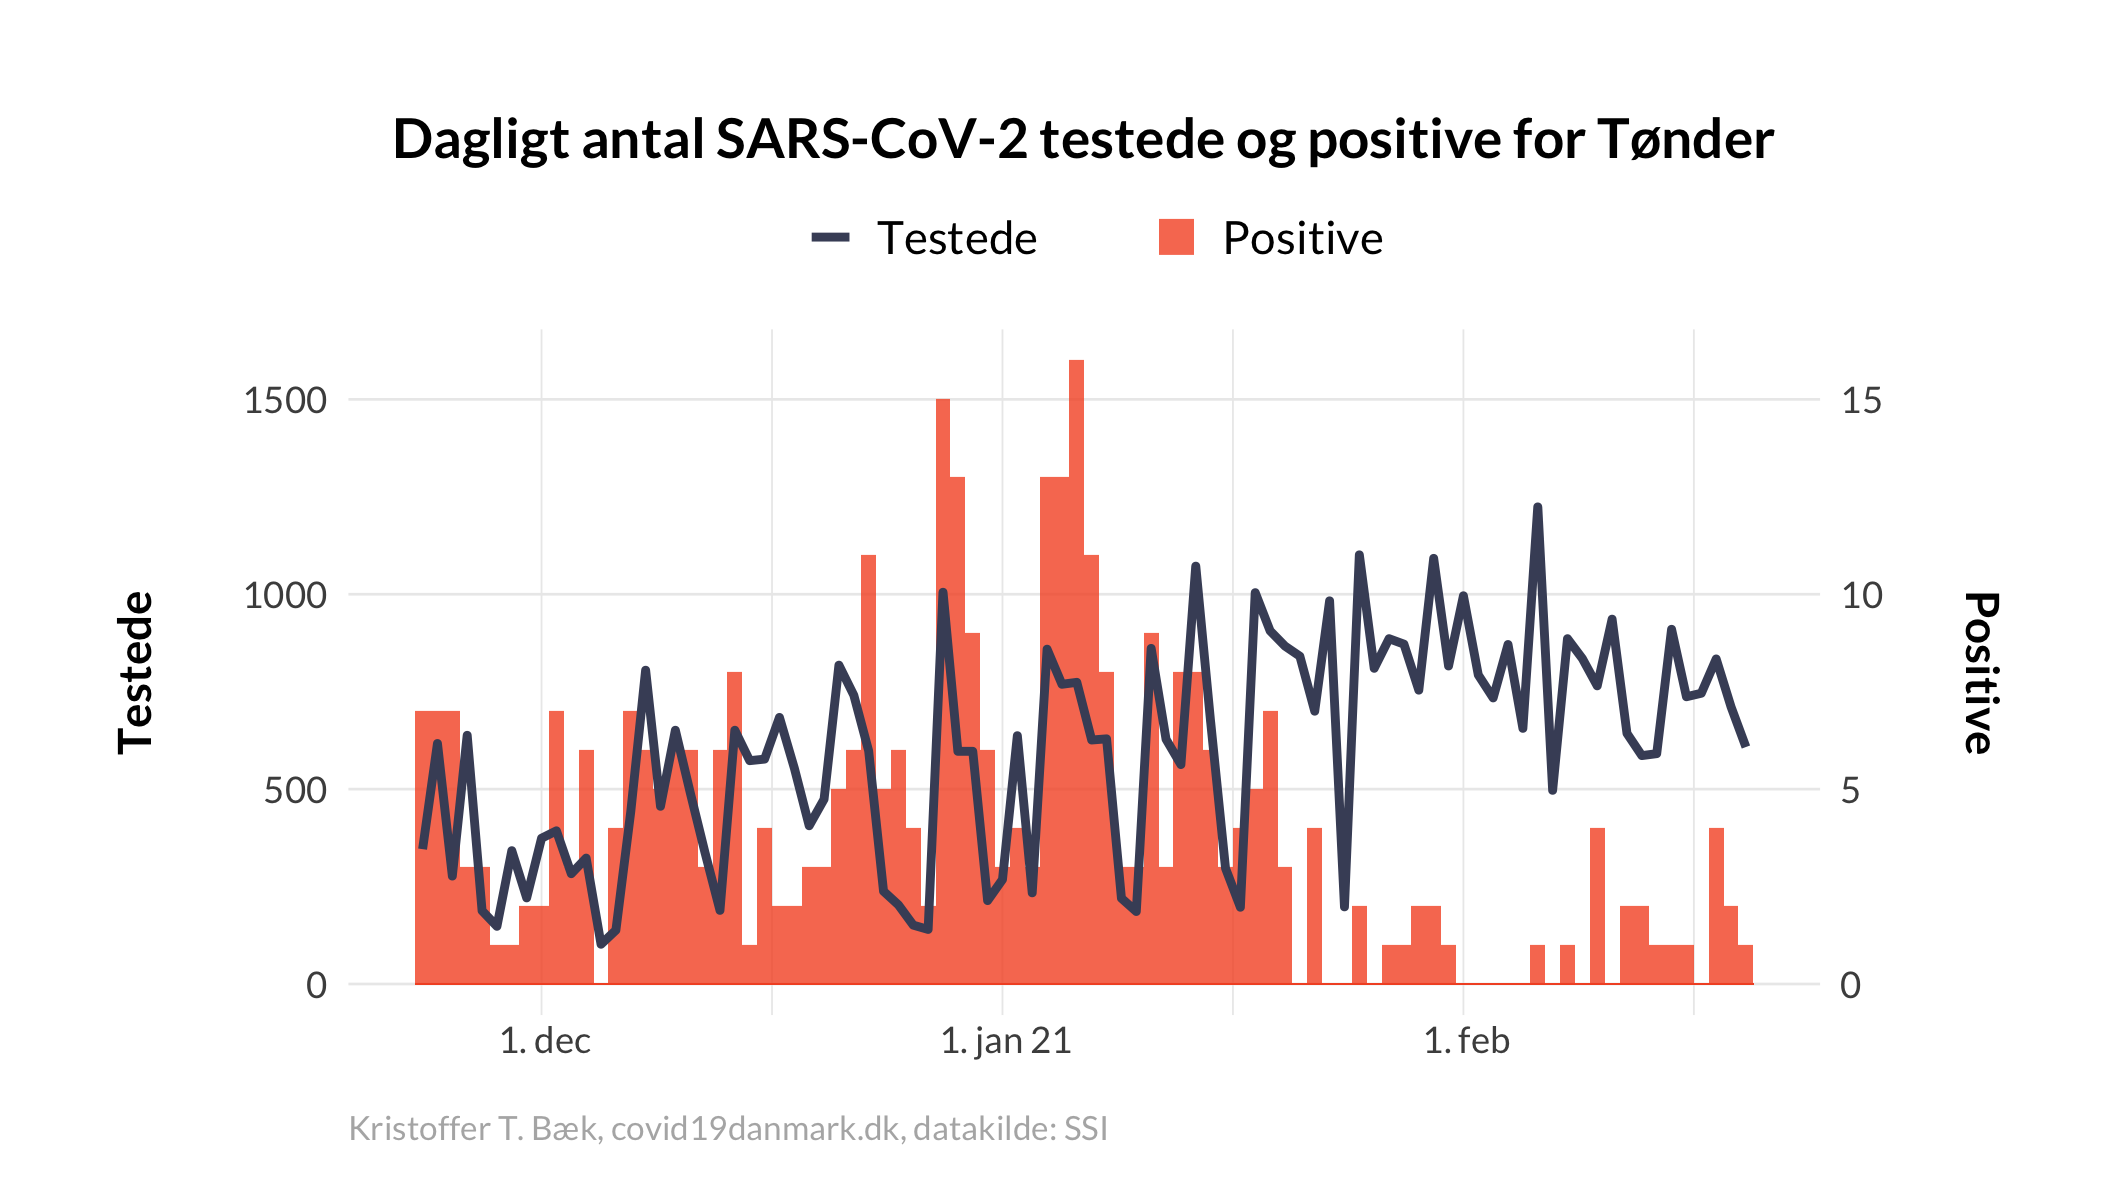 Dagligt antal SARS-CoV-2 testede og positive for Tønder
Testede
Positive
1500
1000
500
0
Testede
15
10
5
0
Positive
1. dec
1. jan 21
1. feb
Kristoffer T. Bæk, covid19danmark.dk, datakilde: SSI